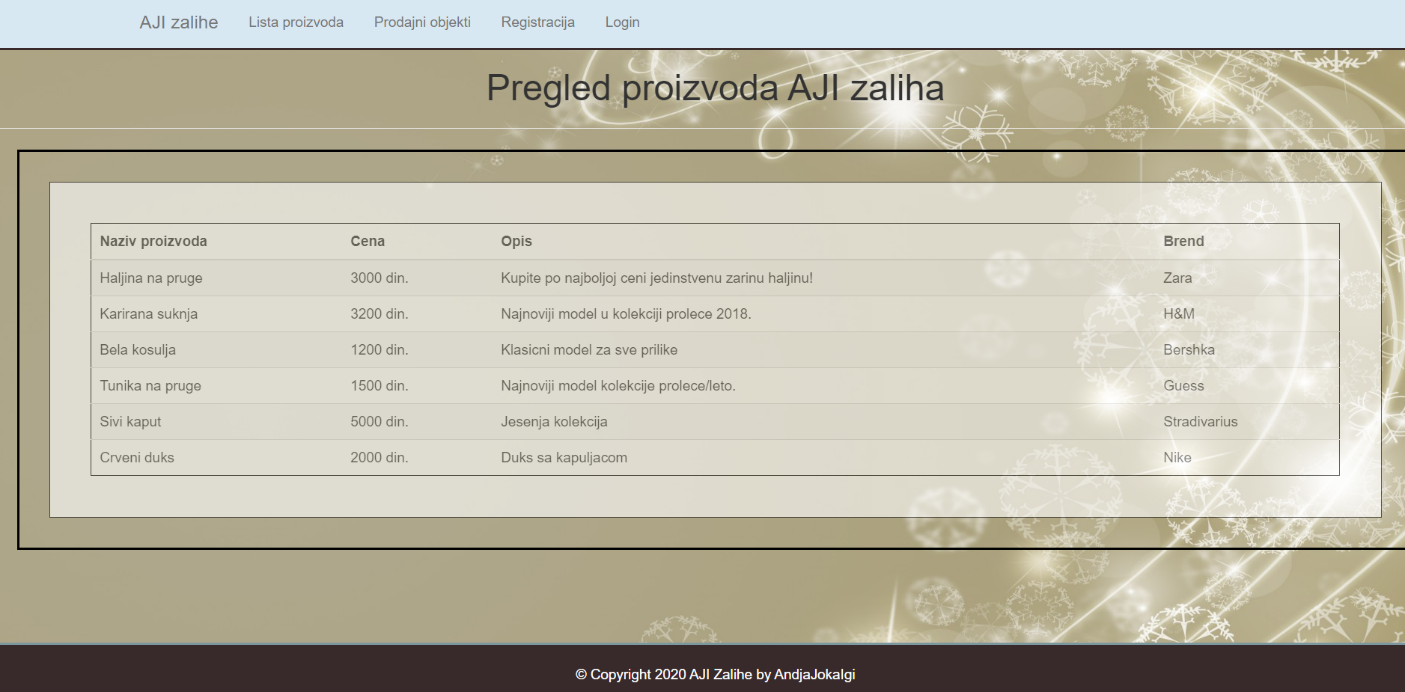 AJI zalihe Lista proizvoda Prodajni objekti Registracija Login
Pregled proizvoda AJI zaliha
Naziv proizvoda Cena Opis Brend
Haljina na pruge 3000 din. Kupite po najboljoj ceni jedinstvenu zarinu haljinu! Zara
Karirana suknja 3200 din. Najnoviji model u kolekciji prolece 2018. H&M
Bela kosulja 1200 din. Klasicni model za sve prilike Bershka
Tunika na pruge 1500 din. Najnoviji model kolekcije prolece/leto. Guess
Sivi kaput 5000 din. Jesenja kolekcija Stradivarius
Crveni duks 2000 din. Duks sa kapuljacom Nike
© Copyright 2020 AJI Zalihe by AndjaJokaIgi